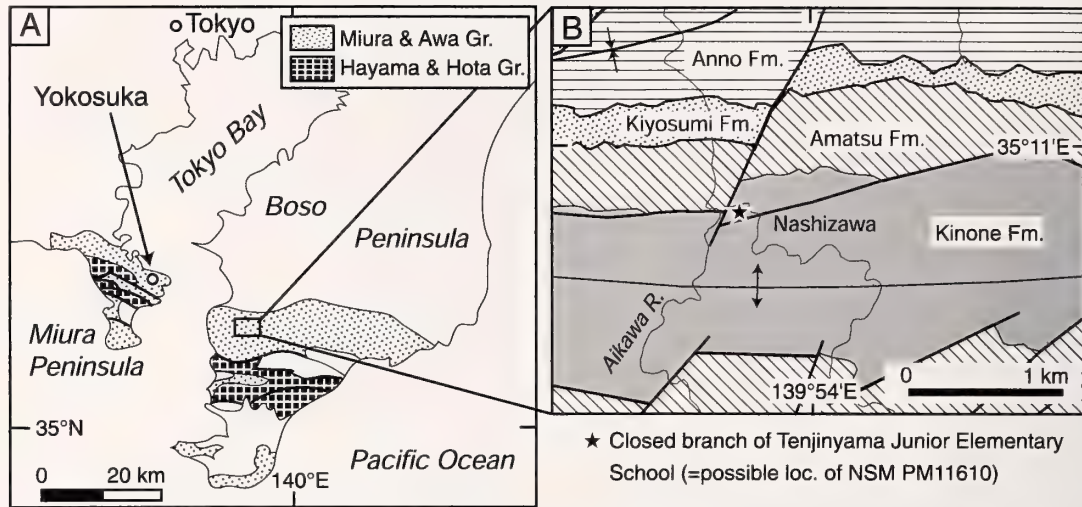 A
Tokyo
Miura & Awa Gr.
Hayama & Hota Gr.
Yokosuka
Tokyo Bay
Boso
Peninsula
Miura
Peninsula
35°N
0 20 km
140°E
Pacific Ocean
B
Anno Fm.
Kiyosumi Fm.
Amatsu Fm.
35°11'E
Nashizawa
Kinone Fm.
Aikawa R.
139°54'E
0 1 km
★ Closed branch of Tenjinyama Junior Elementary
School (=possible loc. of NSM PM11610)